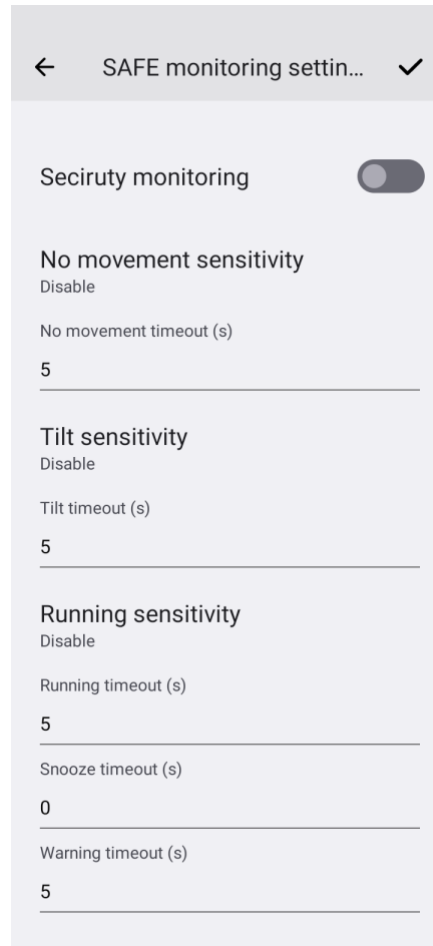 SAFE monitoring settin...
Seciruty monitoring
No movement sensitivity
Disable
No movement timeout (s)
5
Tilt sensitivity
Disable
Tilt timeout (s)
5
Running sensitivity
Disable
Running timeout (s)
5
Snooze timeout (s)
0
Warning timeout (s)
5